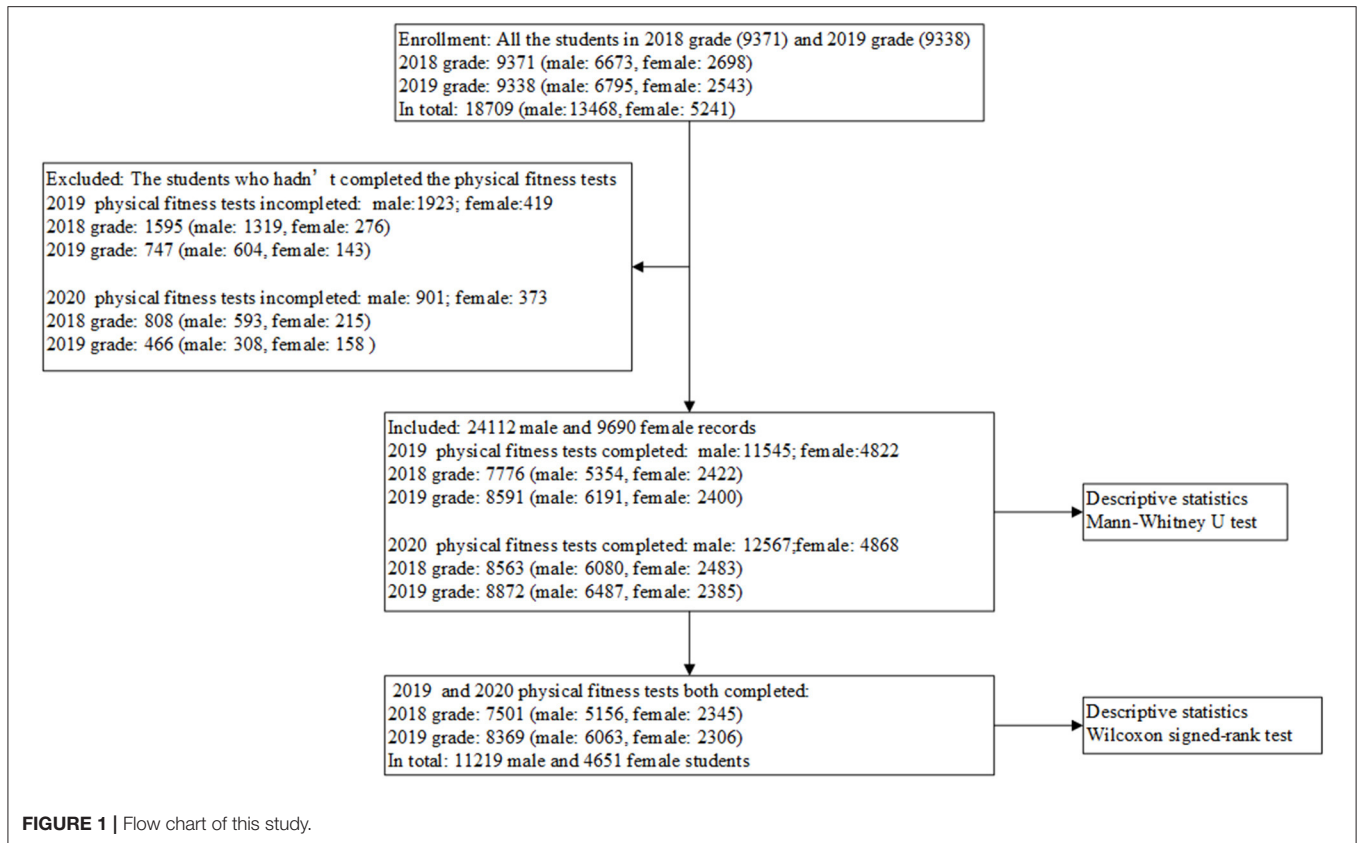 Enrollment: All the students in 2018 grade (9371) and 2019 grade (9338)
2018 grade: 9371 (male: 6673, female: 2698)
2019 grade: 9338 (male: 6795, female: 2543)
In total: 18709 (male:13468, female: 5241)
Excluded: The students who hadn’t completed the physical fitness tests
2019 physical fitness tests incompleted: male:1923; female:419
2018 grade: 1595 (male: 1319, female: 276)
2019 grade: 747 (male: 604, female: 143)
2020 physical fitness tests incompleted: male: 901; female: 373
2018 grade: 808 (male: 593, female: 215)
2019 grade: 466 (male: 308, female: 158 )
Included: 24112 male and 9690 female records
2019 physical fitness tests completed: male:11545; female:4822
2018 grade: 7776 (male: 5354, female: 2422)
2019 grade: 8591 (male: 6191, female: 2400)
2020 physical fitness tests completed: male: 12567;female: 4868
2018 grade: 8563 (male: 6080, female: 2483)
2019 grade: 8872 (male: 6487, female: 2385)
Descriptive statistics
Mann-Whitney U test
2019 and 2020 physical fitness tests both completed:
2018 grade: 7501 (male: 5156, female: 2345)
2019 grade: 8369 (male: 6063, female: 2306)
In total: 11219 male and 4651 female students
Descriptive statistics
Wilcoxon signed-rank test
FIGURE 1 | Flow chart of this study.